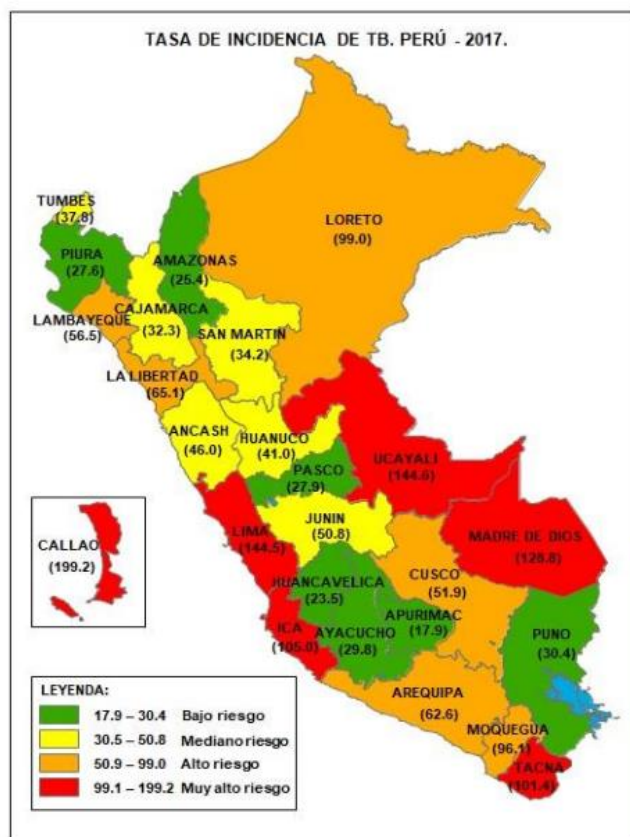 TASA DE INCIDENCIA DE TB. PERÚ - 2017.
TUMBES
(37.8)
PIURA
(27.6)
AMAZONAS
(25.4)
LORETO
(99.0)
LAMBAYEQUE
(56.5)
CAJAMARCA
(32.3)
SAN MARTIN
(34.2)
LA LIBERTAD
(65.1)
ANCASH
(46.0)
HUANUCO
(41.0)
PASCO
(27.9)
UCAYALI
(144.6)
LIMA
(144.5)
JUNIN
(50.8)
MADRE DE DIOS
(128.8)
CALLAO
(199.2)
CUSCO
(51.9)
HUANCAVELICA
(23.5)
APURIMAC
(17.9)
ICA
(105.0)
AYACUCHO
(29.8)
PUNO
(30.4)
AREQUIPA
(62.6)
MOQUEGUA
(96.1)
TACNA
(101.4)
LEYENDA:
17.9 – 30.4 Bajo riesgo
30.5 – 50.8 Mediano riesgo
50.9 – 99.0 Alto riesgo
99.1 – 199.2 Muy alto riesgo